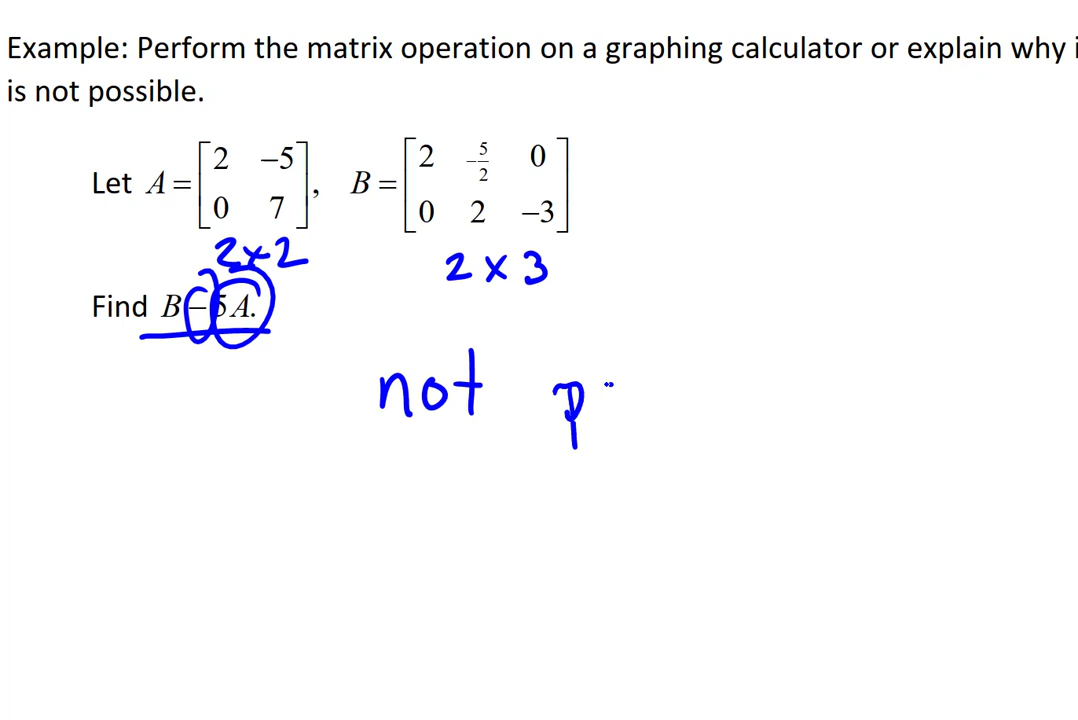 Example: Perform the matrix operation on a graphing calculator or explain why i
is not possible.
Let A = [2 −5; 0 7], B = [2 −5/2 0; 0 2 −3]
2×2 2×3
Find B − 5A.
not p